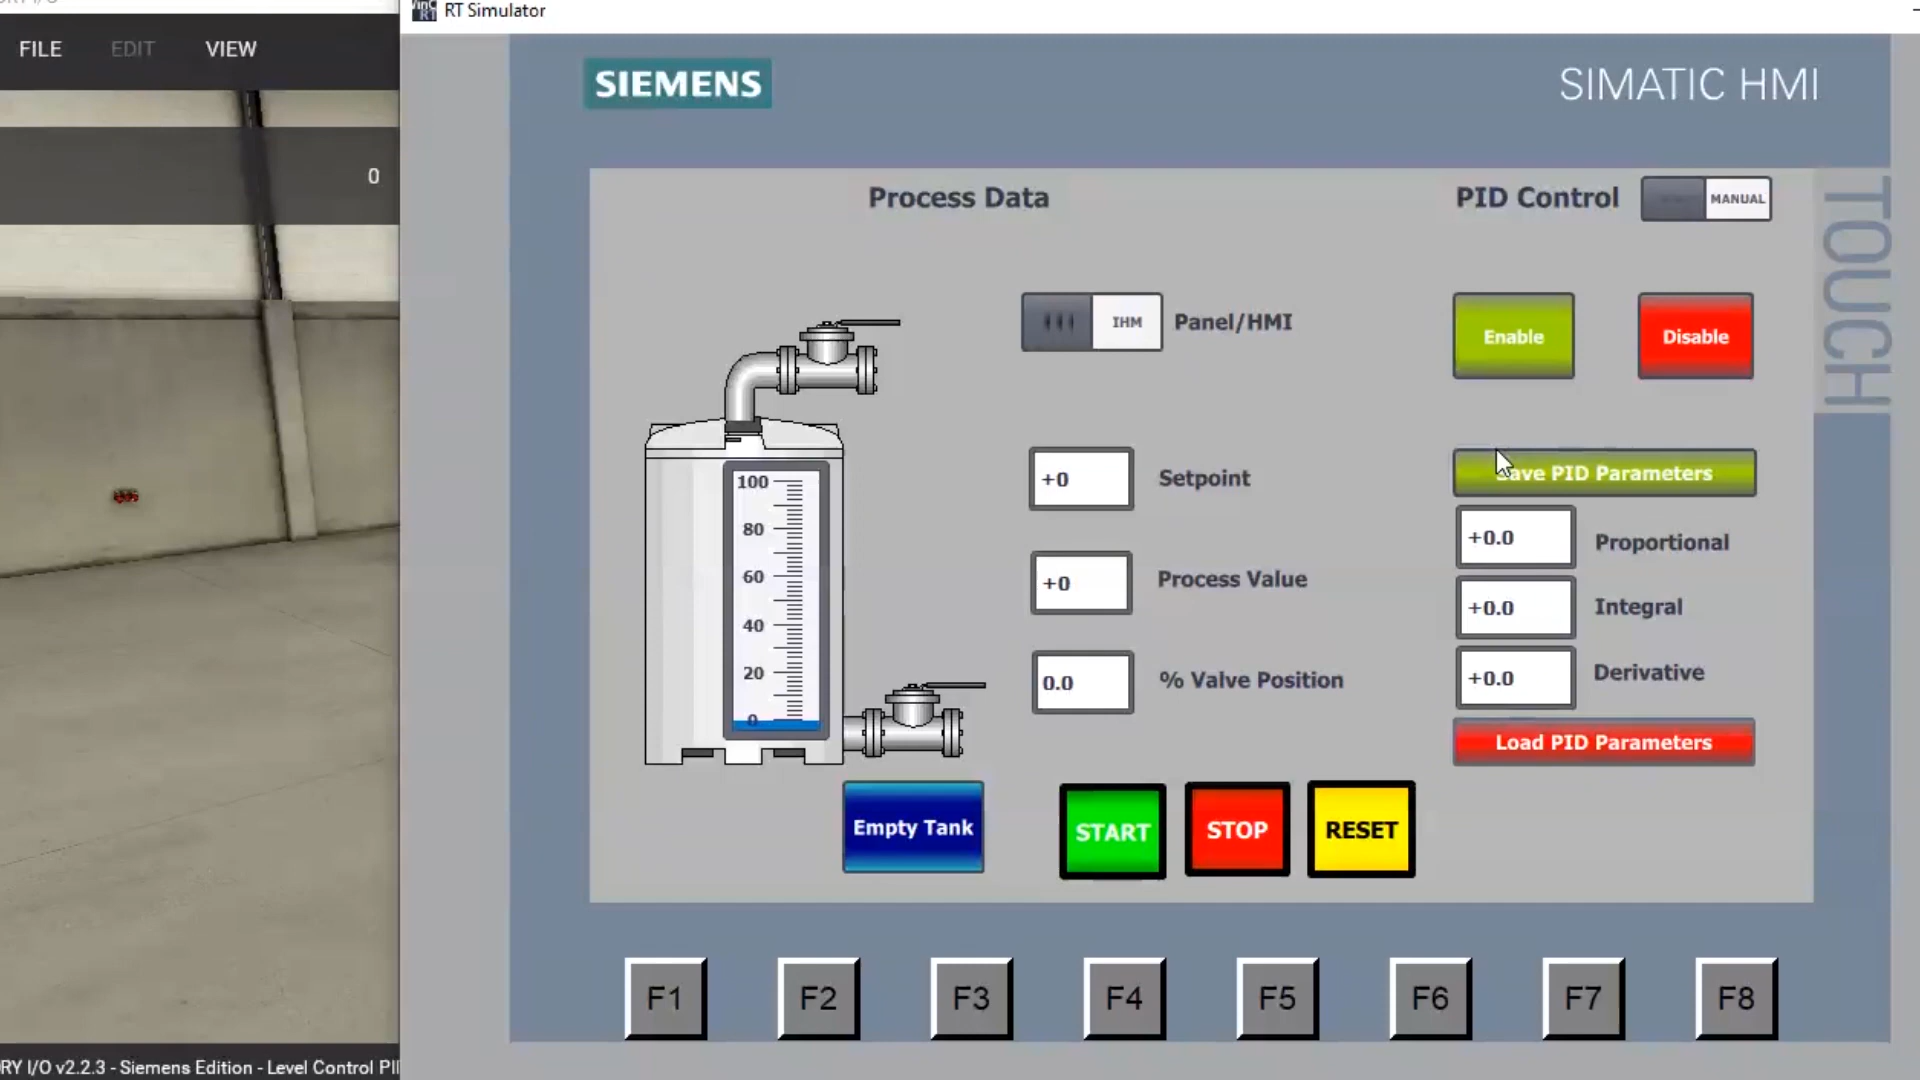 RT Simulator
FILE EDIT VIEW
0
SIEMENS
SIMATIC HMI
TOUCH
Process Data
PID Control
MANUAL
IHM
Panel/HMI
Enable
Disable
+0
Setpoint
Save PID Parameters
100
80
60
40
20
0
+0.0
Proportional
+0
Process Value
+0.0
Integral
0.0
% Valve Position
+0.0
Derivative
Load PID Parameters
Empty Tank
START
STOP
RESET
F1 F2 F3 F4 F5 F6 F7 F8
RY I/O v2.2.3 - Siemens Edition - Level Control PI